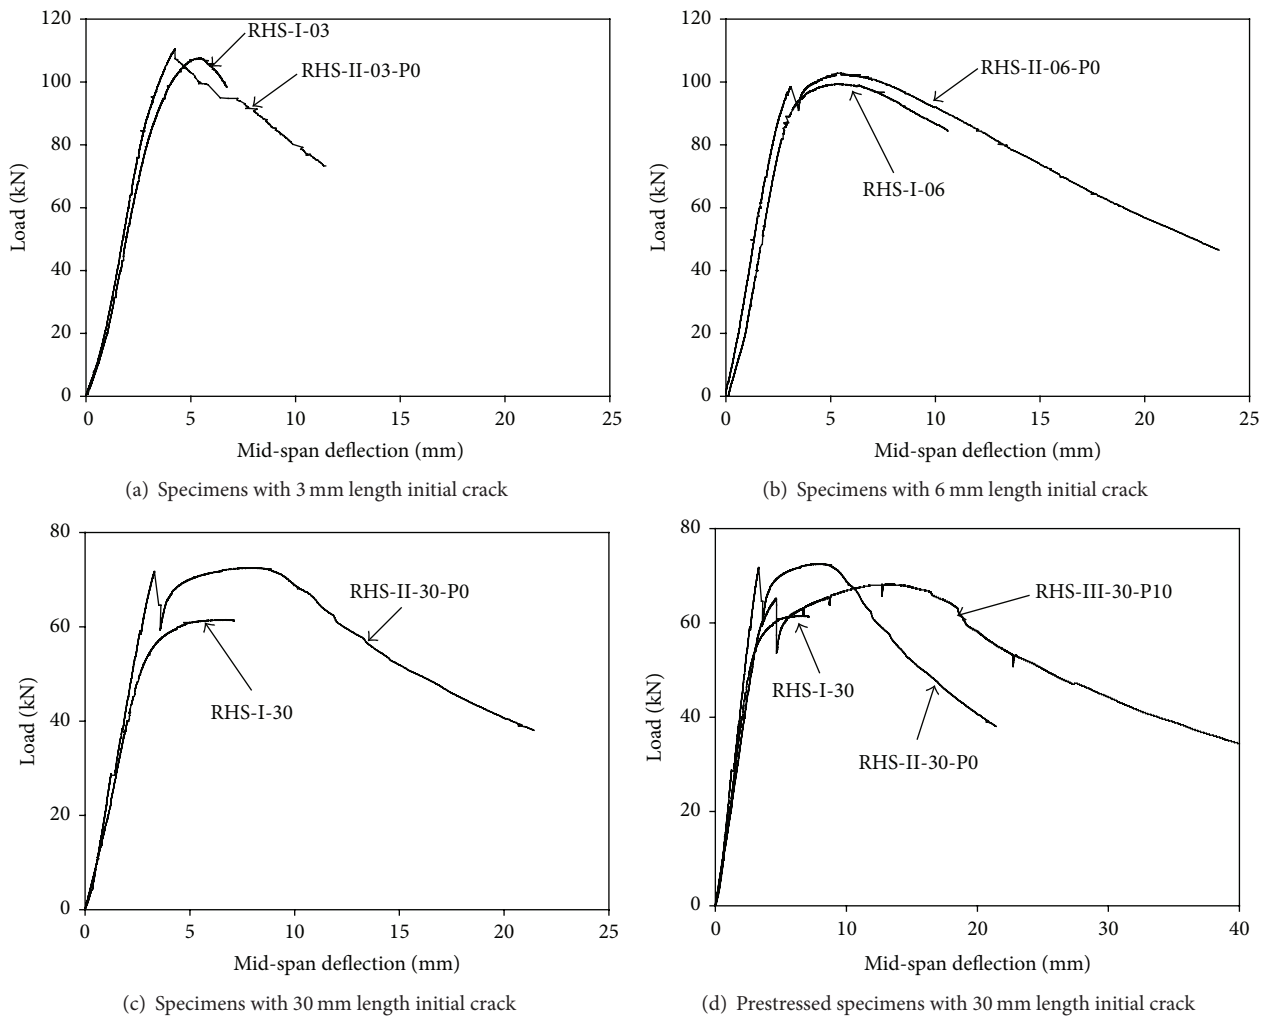 120
100
80
60
40
20
0
Load (kN)
RHS-I-03
RHS-II-03-P0
0 5 10 15 20 25
Mid-span deflection (mm)
(a) Specimens with 3 mm length initial crack
120
100
80
60
40
20
0
Load (kN)
RHS-II-06-P0
RHS-I-06
0 5 10 15 20 25
Mid-span deflection (mm)
(b) Specimens with 6 mm length initial crack
80
60
40
20
0
Load (kN)
RHS-II-30-P0
RHS-I-30
0 5 10 15 20 25
Mid-span deflection (mm)
(c) Specimens with 30 mm length initial crack
80
60
40
20
0
Load (kN)
RHS-III-30-P10
RHS-I-30
RHS-II-30-P0
0 10 20 30 40
Mid-span deflection (mm)
(d) Prestressed specimens with 30 mm length initial crack